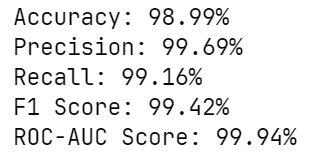 Accuracy: 98.99%
Precision: 99.69%
Recall: 99.16%
F1 Score: 99.42%
ROC-AUC Score: 99.94%